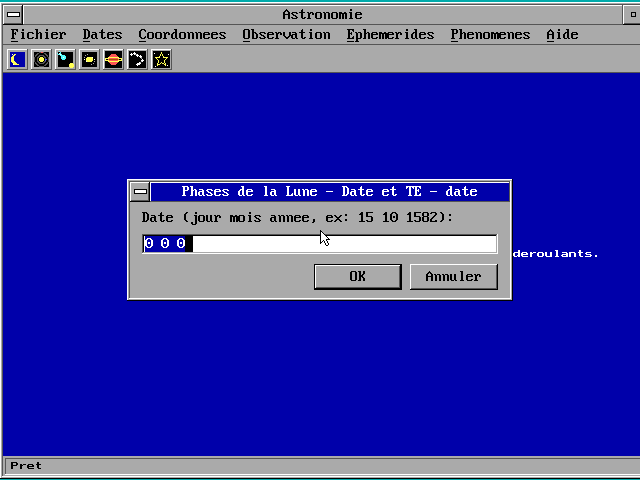 Astronomie
Fichier Dates Coordonnees Observation Ephemerides Phenomenes Aide
Phases de la Lune - Date et TE - date
Date (jour mois annee, ex: 15 10 1582):
0 0 0
deroulants.
OK Annuler
Pret